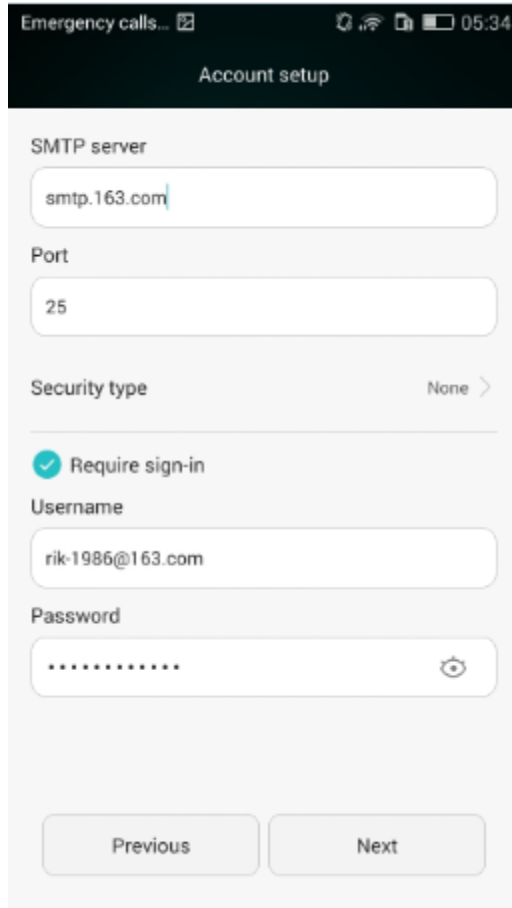 Emergency calls... 05:34
Account setup
SMTP server
smtp.163.com
Port
25
Security type None
Require sign-in
Username
rik-1986@163.com
Password
••••••••••••
Previous Next